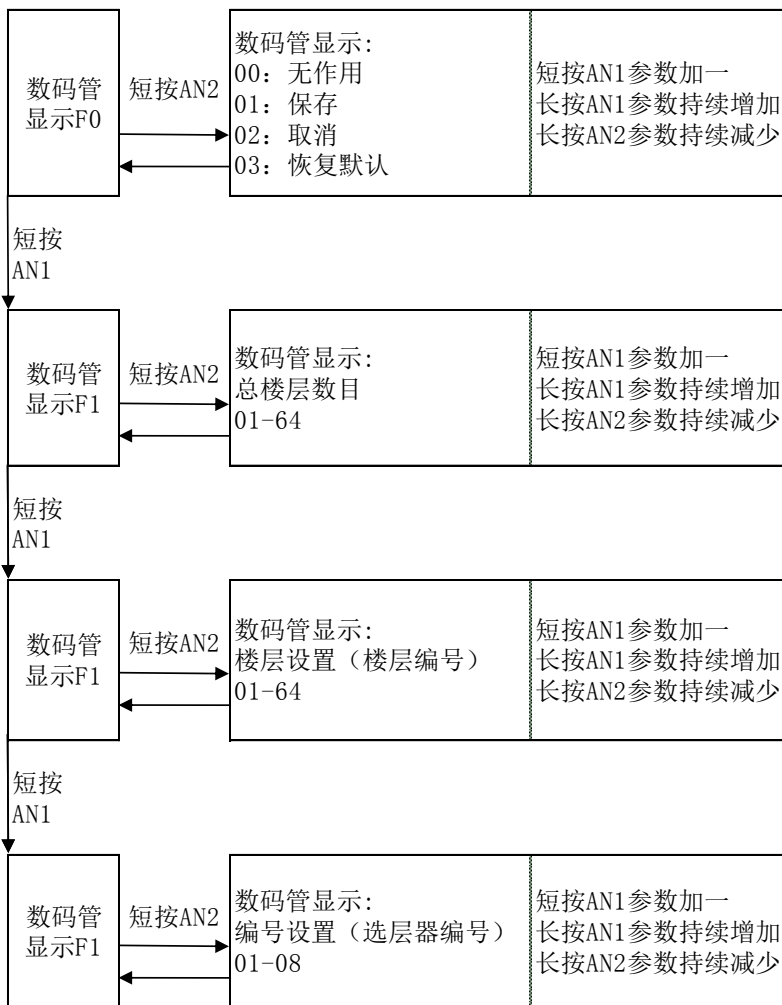 数码管
显示F0
短按AN2
数码管显示:
00: 无作用
01: 保存
02: 取消
03: 恢复默认
短按AN1参数加一
长按AN1参数持续增加
长按AN2参数持续减少
短按
AN1
数码管
显示F1
短按AN2
数码管显示:
总楼层数目
01-64
短按AN1参数加一
长按AN1参数持续增加
长按AN2参数持续减少
短按
AN1
数码管
显示F1
短按AN2
数码管显示:
楼层设置（楼层编号）
01-64
短按AN1参数加一
长按AN1参数持续增加
长按AN2参数持续减少
短按
AN1
数码管
显示F1
短按AN2
数码管显示:
编号设置（选层器编号）
01-08
短按AN1参数加一
长按AN1参数持续增加
长按AN2参数持续减少